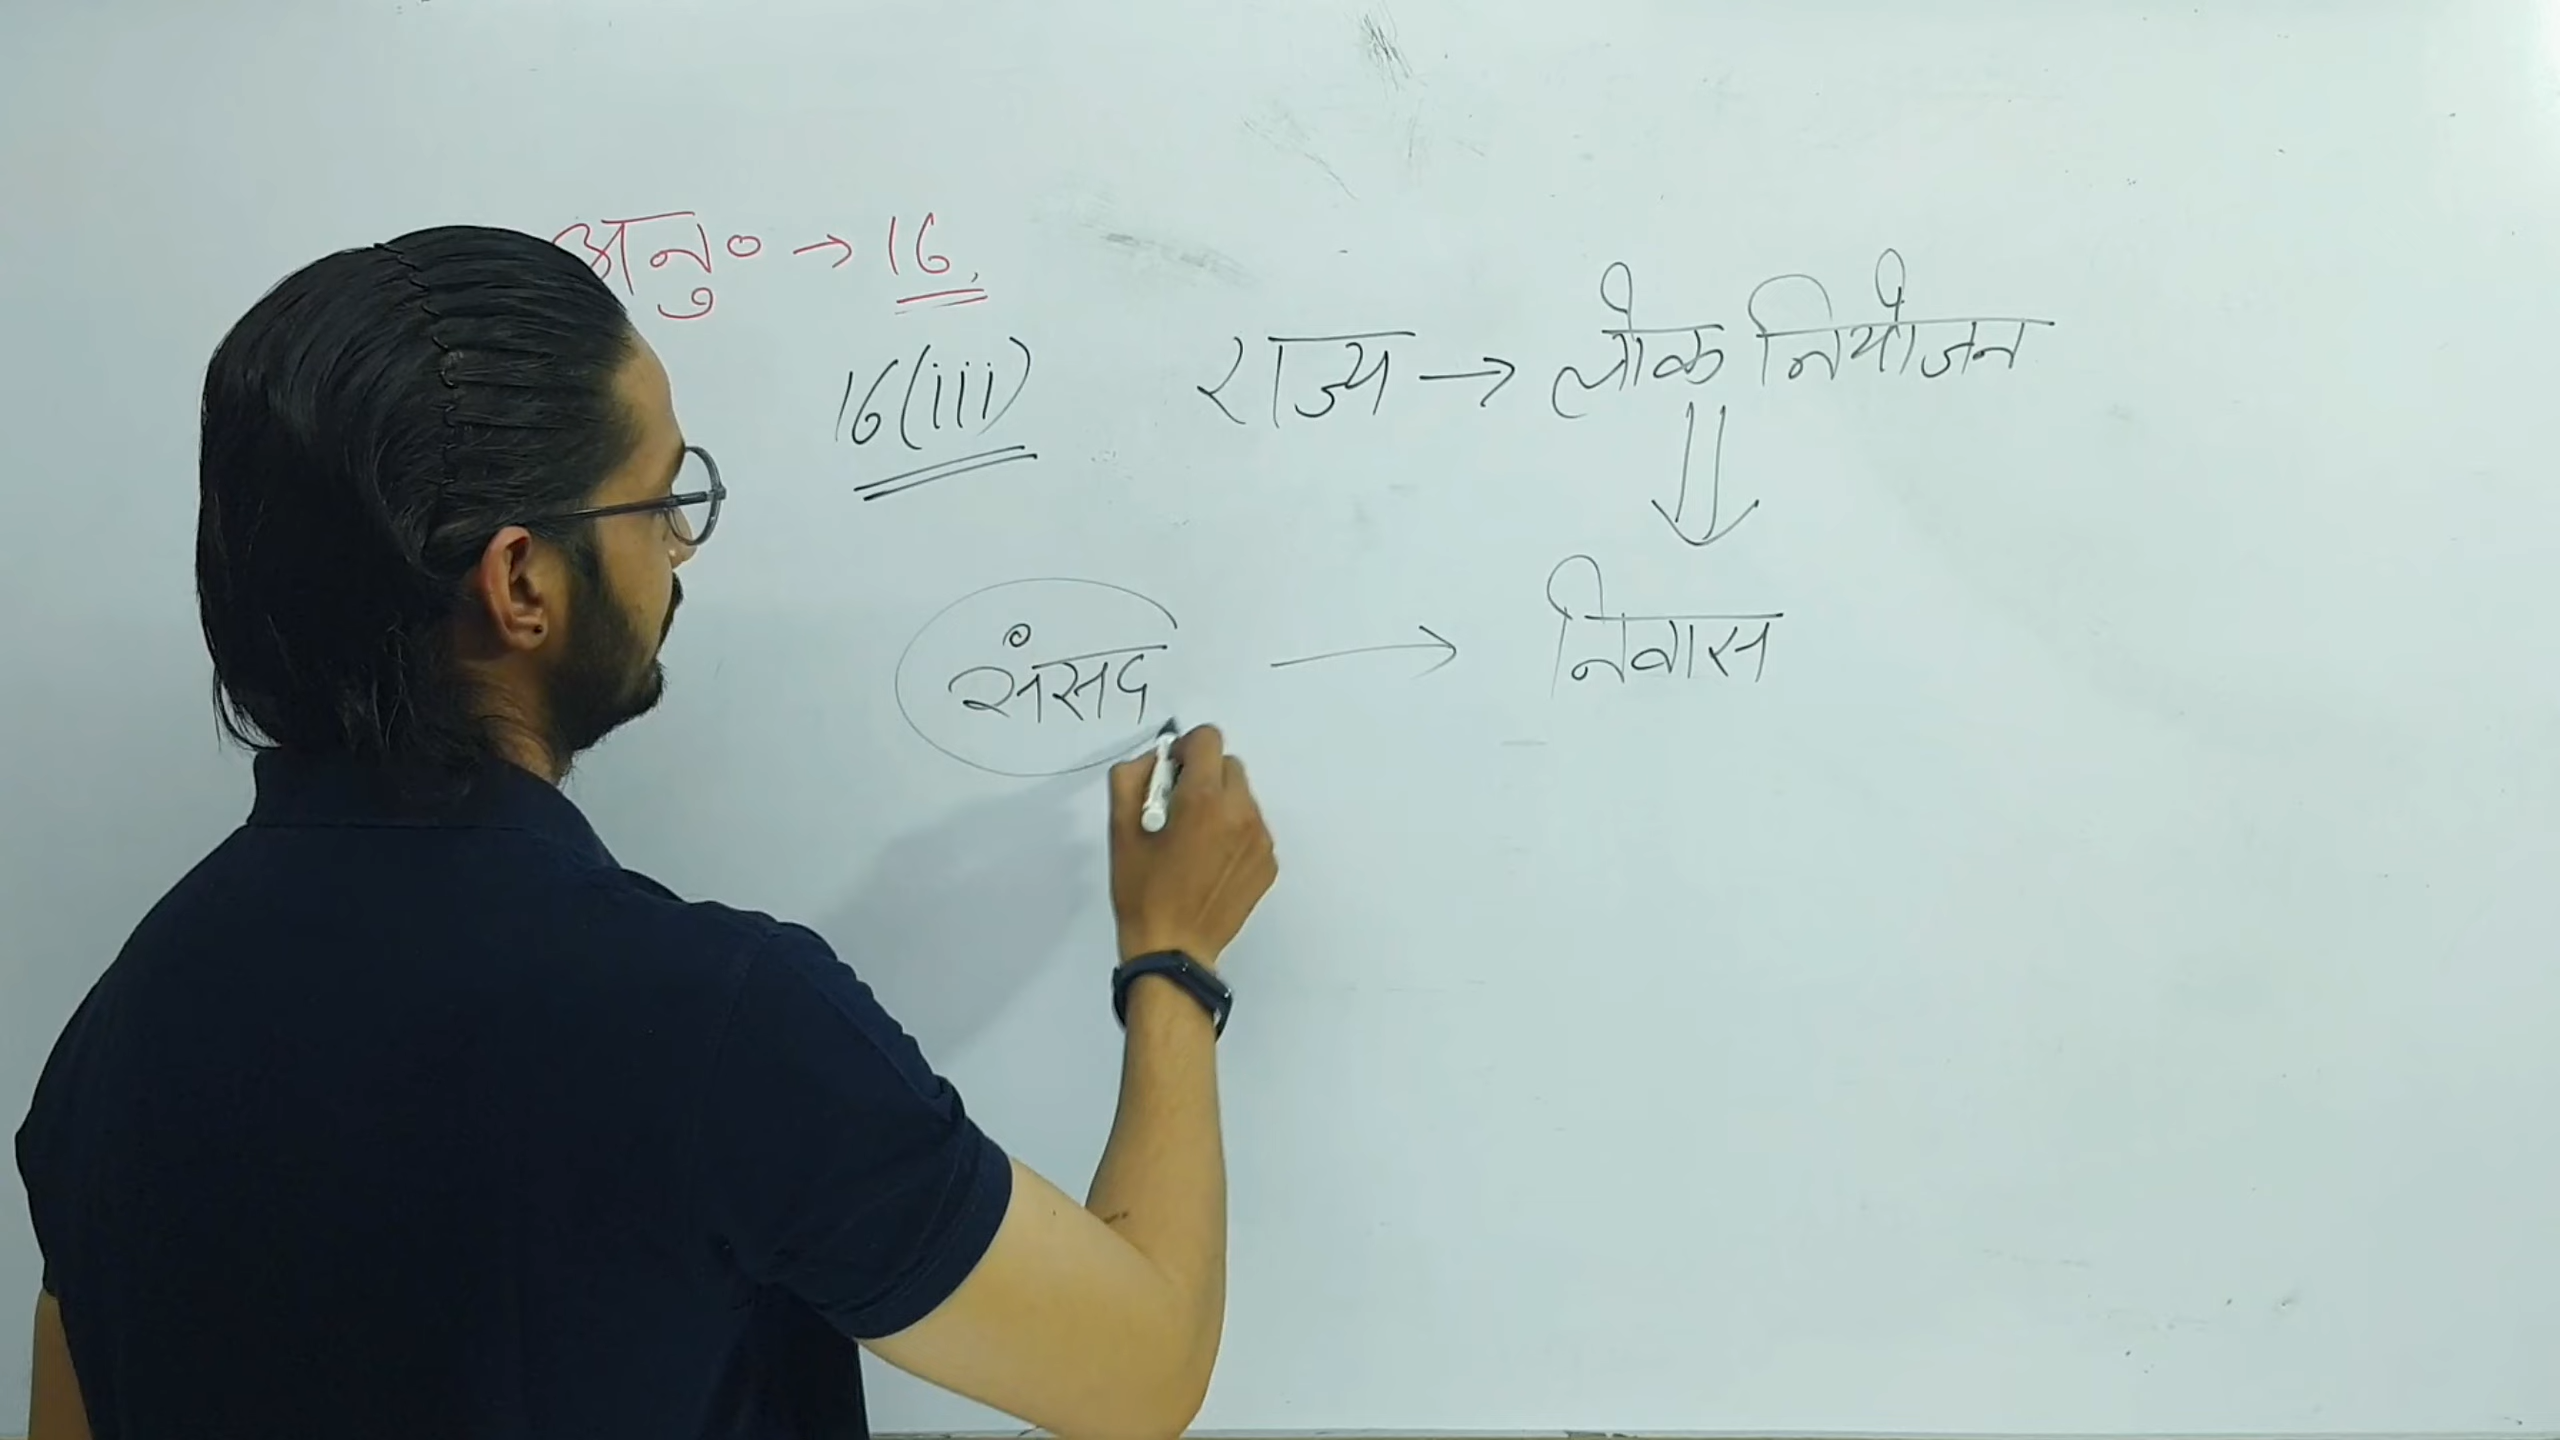 अनु० → 16
16(iii) राज्य → लोक नियोजन
संसद → निवास